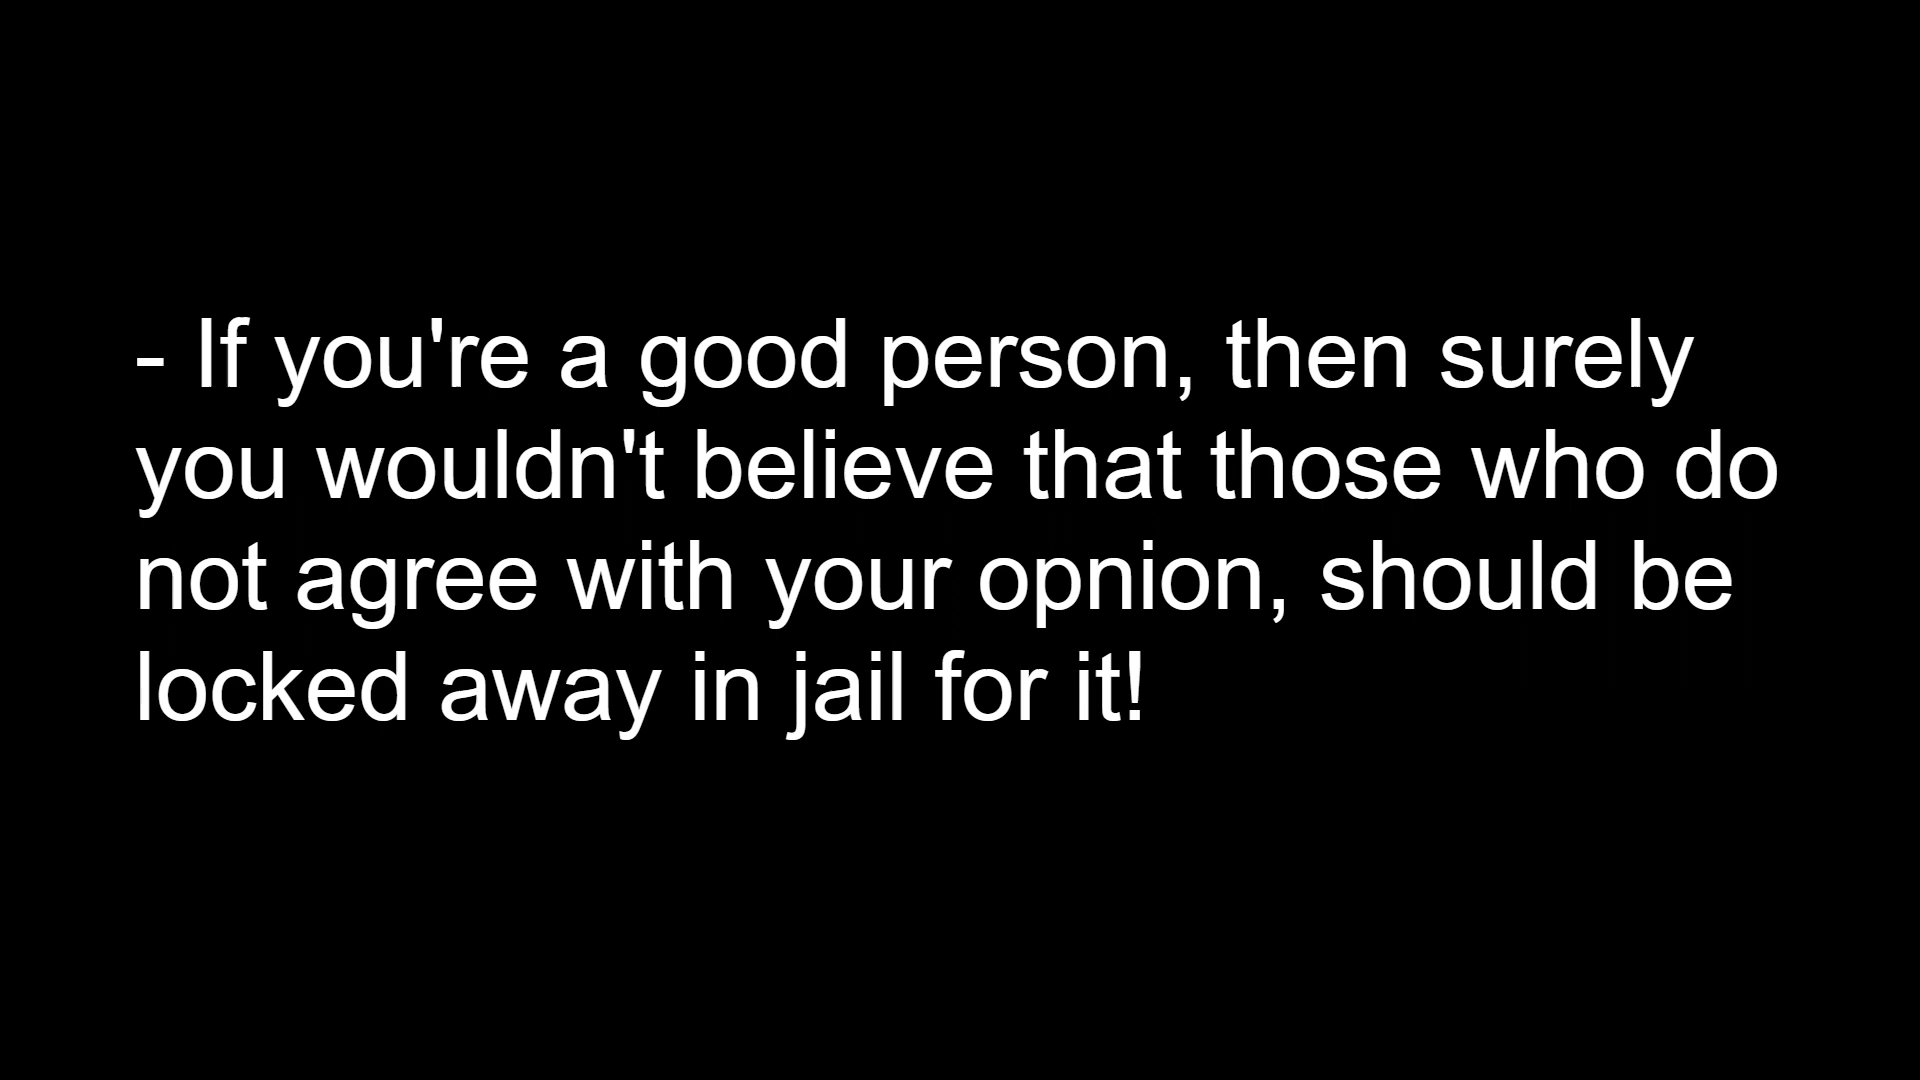 - If you're a good person, then surely
you wouldn't believe that those who do
not agree with your opnion, should be
locked away in jail for it!